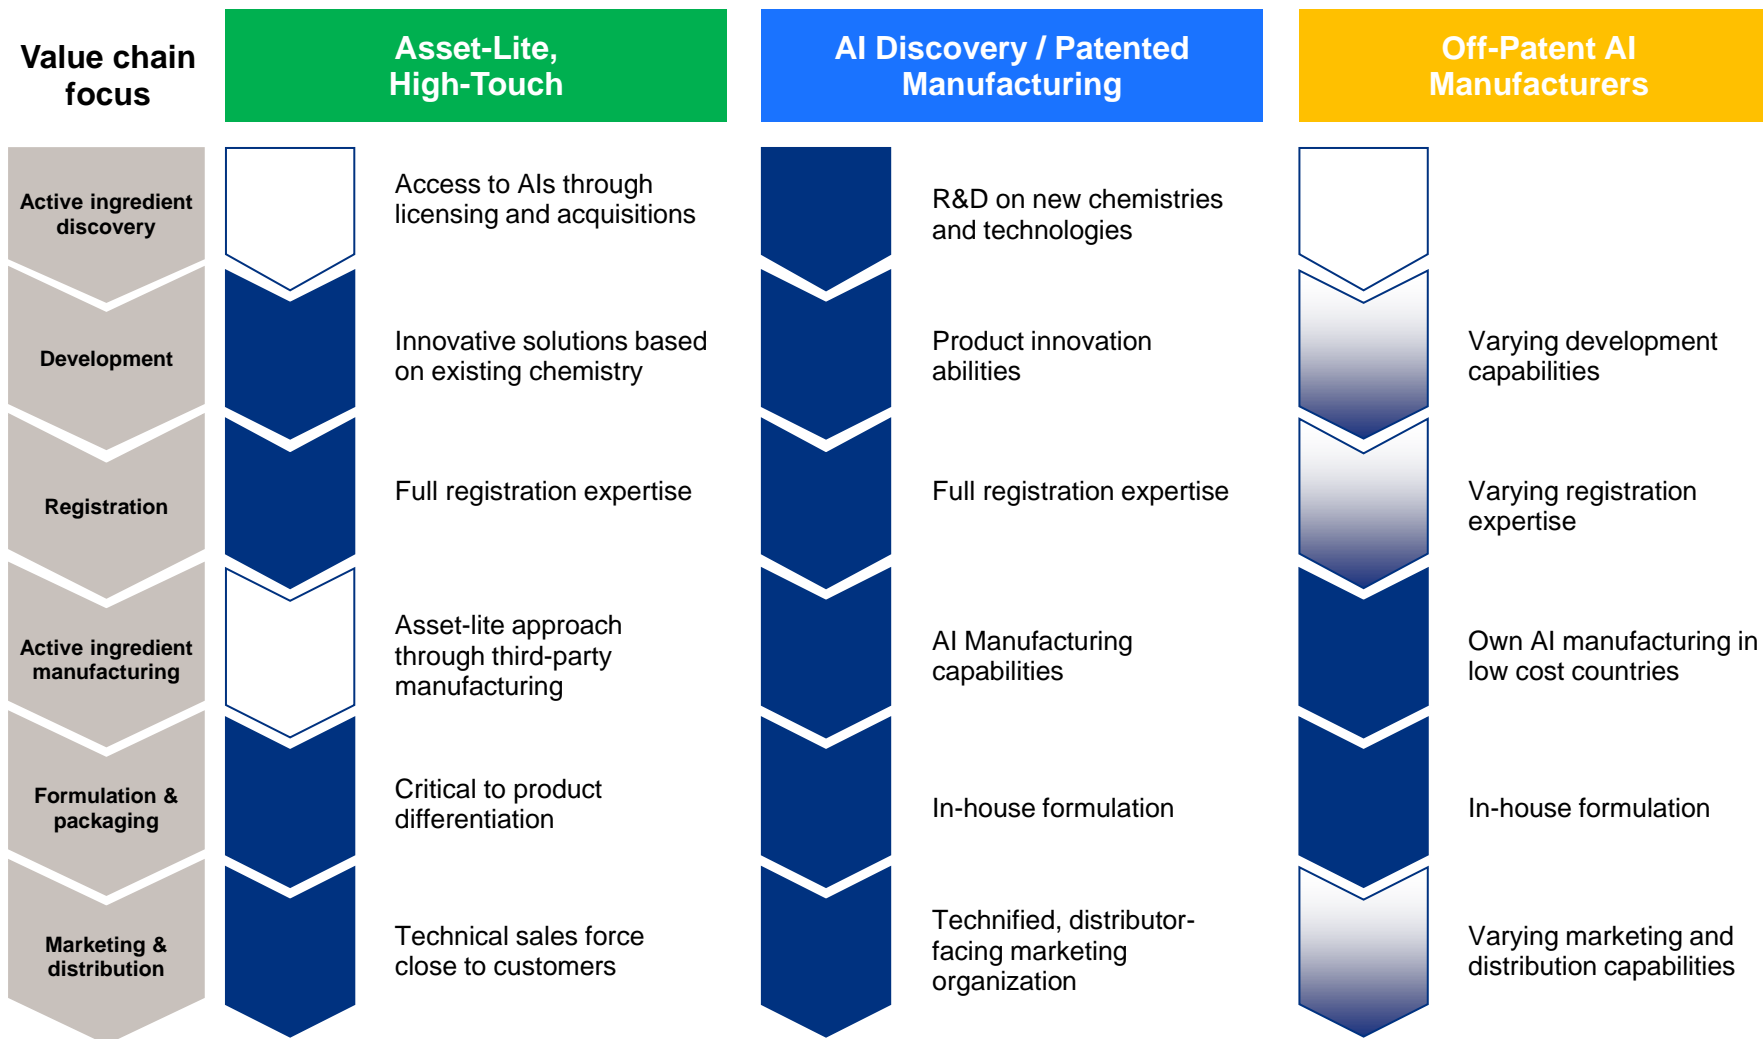 Value chain
focus
Asset-Lite,
High-Touch
AI Discovery / Patented
Manufacturing
Off-Patent AI
Manufacturers
Active ingredient
discovery
Access to AIs through
licensing and acquisitions
R&D on new chemistries
and technologies
Development
Innovative solutions based
on existing chemistry
Product innovation
abilities
Varying development
capabilities
Registration
Full registration expertise
Full registration expertise
Varying registration
expertise
Active ingredient
manufacturing
Asset-lite approach
through third-party
manufacturing
AI Manufacturing
capabilities
Own AI manufacturing in
low cost countries
Formulation &
packaging
Critical to product
differentiation
In-house formulation
In-house formulation
Marketing &
distribution
Technical sales force
close to customers
Technified, distributor-
facing marketing
organization
Varying marketing and
distribution capabilities